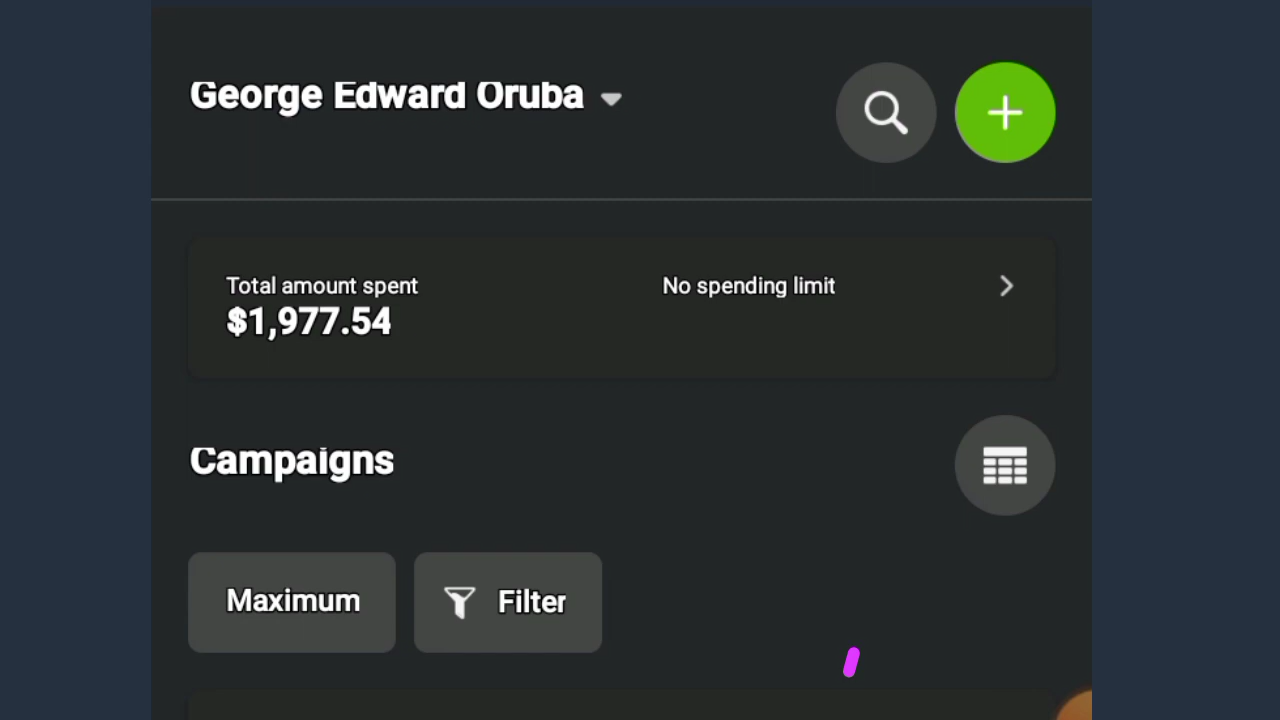 George Edward Oruba
Total amount spent
No spending limit
$1,977.54
Campaigns
Maximum
Filter